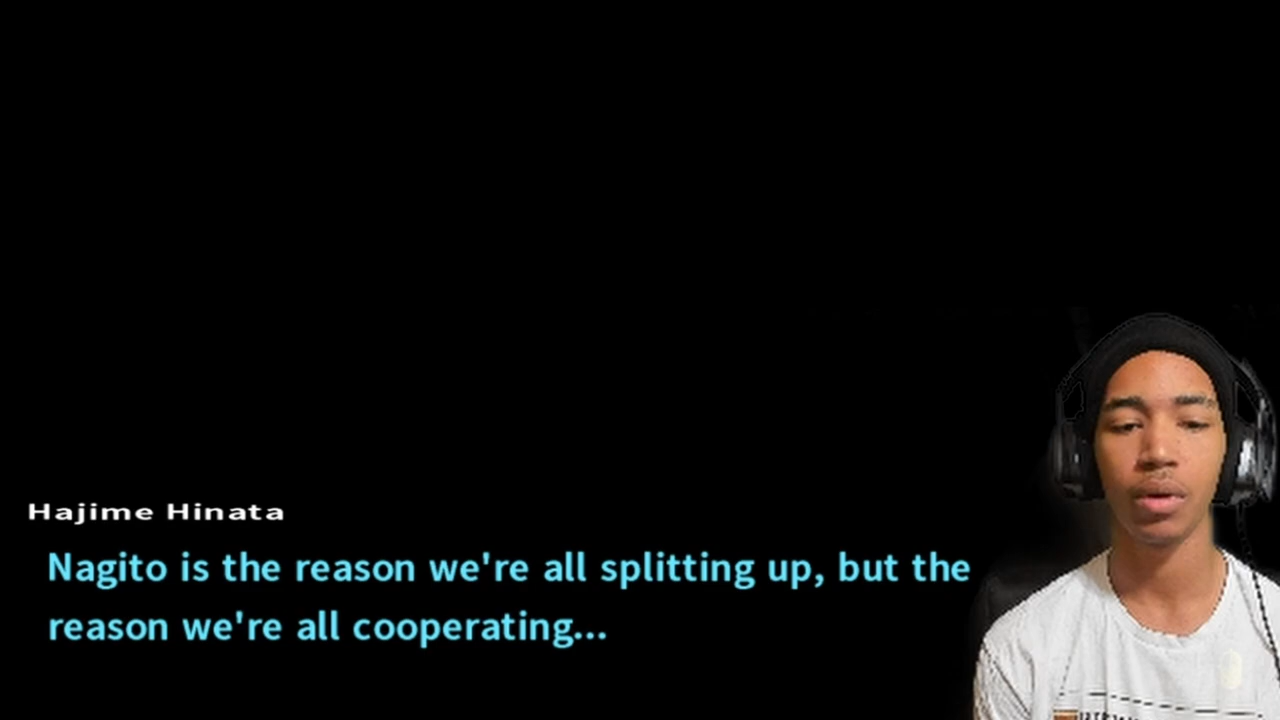 Hajime Hinata
Nagito is the reason we're all splitting up, but the
reason we're all cooperating...